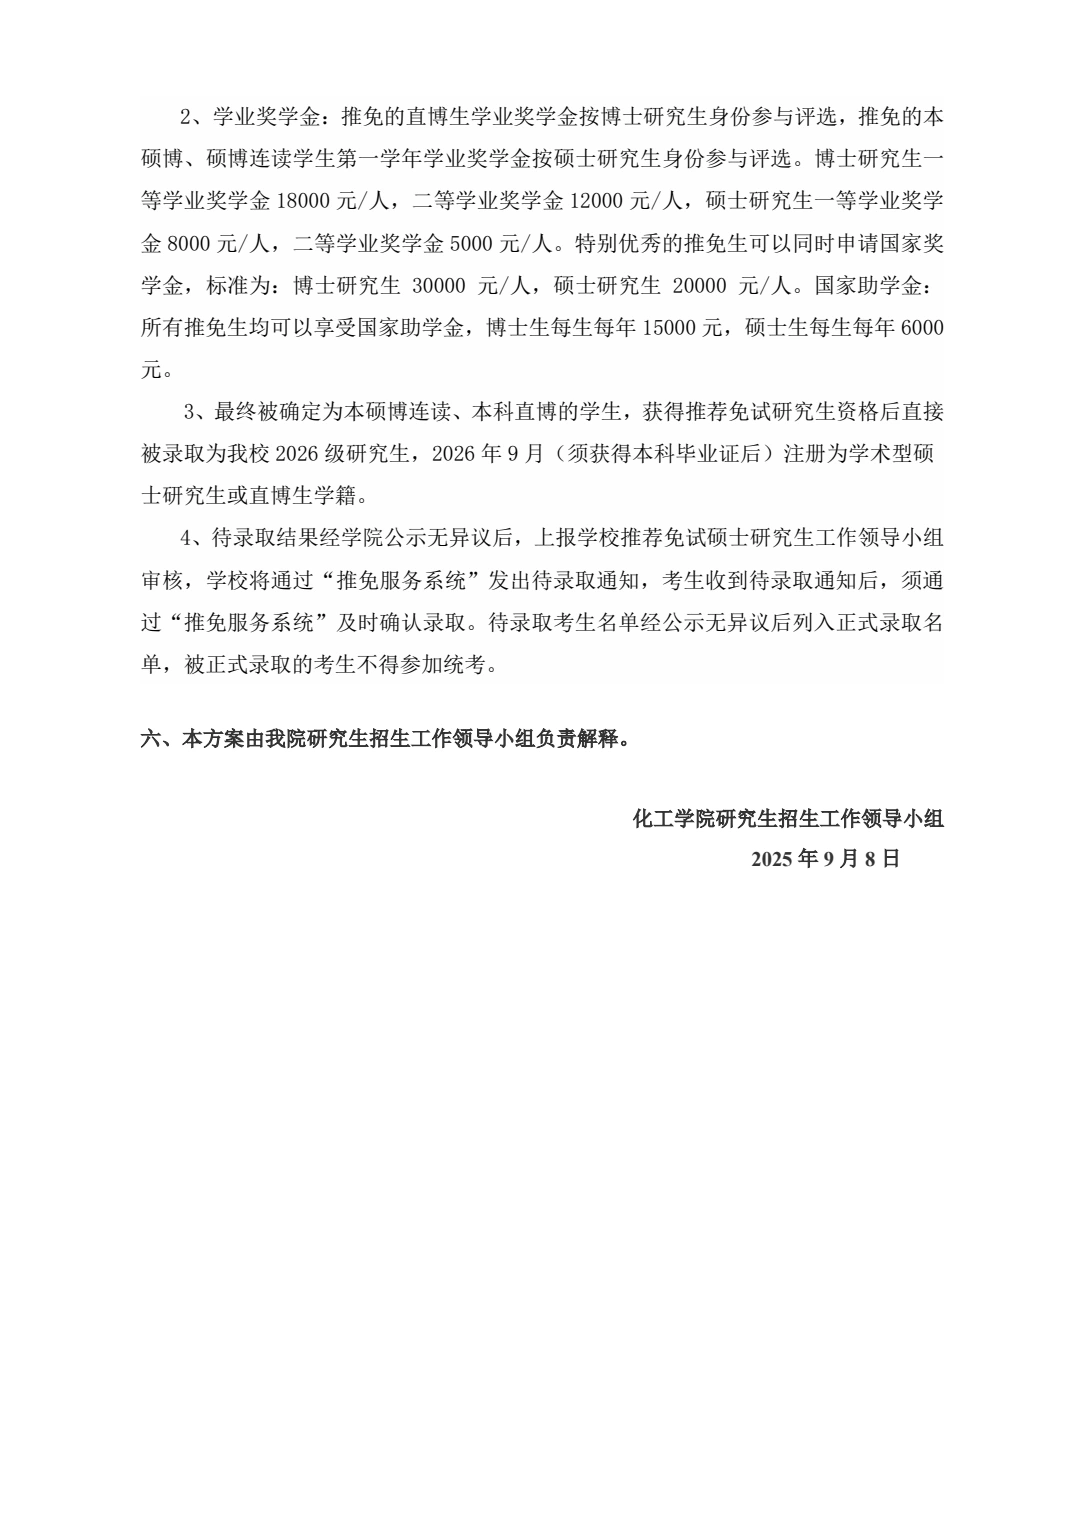 2、学业奖学金：推免的直博生学业奖学金按博士研究生身份参与评选，推免的本
硕博、硕博连读学生第一学年学业奖学金按硕士研究生身份参与评选。博士研究生一
等学业奖学金 18000 元/人，二等学业奖学金 12000 元/人，硕士研究生一等学业奖学
金 8000 元/人，二等学业奖学金 5000 元/人。特别优秀的推免生可以同时申请国家奖
学金，标准为：博士研究生 30000 元/人，硕士研究生 20000 元/人。国家助学金：
所有推免生均可以享受国家助学金，博士生每生每年 15000 元，硕士生每生每年 6000
元。
3、最终被确定为本硕博连读、本科直博的学生，获得推荐免试研究生资格后直接
被录取为我校 2026 级研究生，2026 年 9 月（须获得本科毕业证后）注册为学术型硕
士研究生或直博生学籍。
4、待录取结果经学院公示无异议后，上报学校推荐免试硕士研究生工作领导小组
审核，学校将通过“推免服务系统”发出待录取通知，考生收到待录取通知后，须通
过“推免服务系统”及时确认录取。待录取考生名单经公示无异议后列入正式录取名
单，被正式录取的考生不得参加统考。
六、本方案由我院研究生招生工作领导小组负责解释。
化工学院研究生招生工作领导小组
2025 年 9 月 8 日